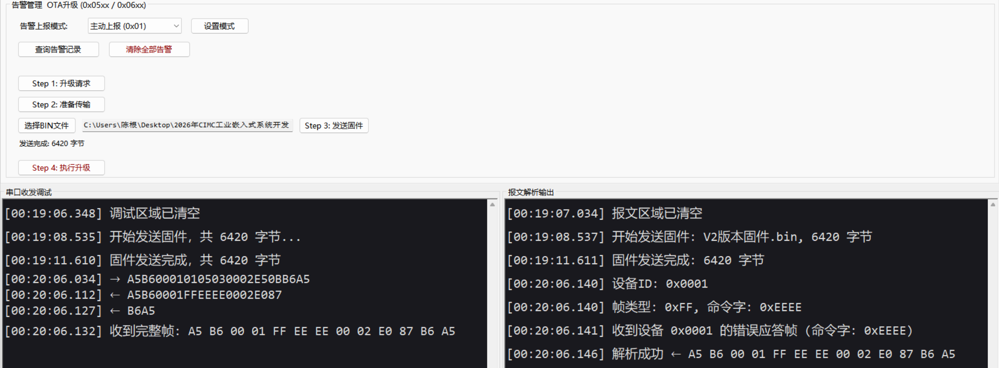 告警管理 OTA升级 (0x05xx / 0x06xx)
告警上报模式: 主动上报 (0x01) 设置模式
查询告警记录 清除全部告警
Step 1: 升级请求
Step 2: 准备传输
选择BIN文件 C:\Users\陈根\Desktop\2026年CIMC工业嵌入式系统开发 Step 3: 发送固件
发送完成: 6420 字节
Step 4: 执行升级
串口收发调试
[00:19:06.348] 调试区域已清空
[00:19:08.535] 开始发送固件, 共 6420 字节...
[00:19:11.610] 固件发送完成, 共 6420 字节
[00:20:06.034] → A5B600010105030002E50BB6A5
[00:20:06.112] ← A5B60001FFEEEE0002E087
[00:20:06.127] ← B6A5
[00:20:06.132] 收到完整帧: A5 B6 00 01 FF EE EE 00 02 E0 87 B6 A5
报文解析输出
[00:19:07.034] 报文区域已清空
[00:19:08.537] 开始发送固件: V2版本固件.bin, 6420 字节
[00:19:11.611] 固件发送完成: 6420 字节
[00:20:06.140] 设备ID: 0x0001
[00:20:06.140] 帧类型: 0xFF, 命令字: 0xEEEE
[00:20:06.141] 收到设备 0x0001 的错误应答帧 (命令字: 0xEEEE)
[00:20:06.146] 解析成功 ← A5 B6 00 01 FF EE EE 00 02 E0 87 B6 A5